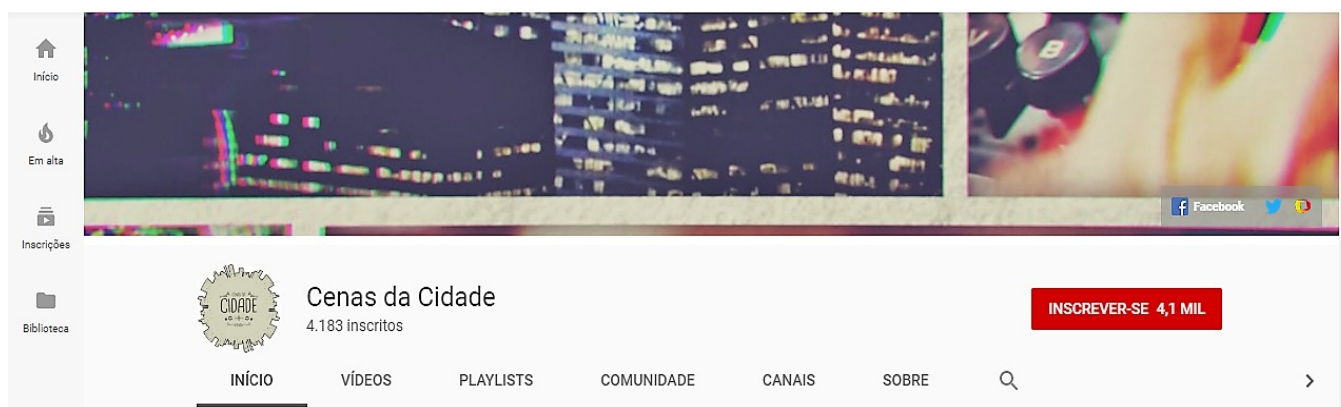 8
Início
Em alta
Inscrições
Biblioteca
Facebook
CIDADE
Cenas da Cidade
4.183 inscritos
INSCREVER-SE 4,1 MIL
INÍCIO VÍDEOS PLAYLISTS COMUNIDADE CANAIS SOBRE